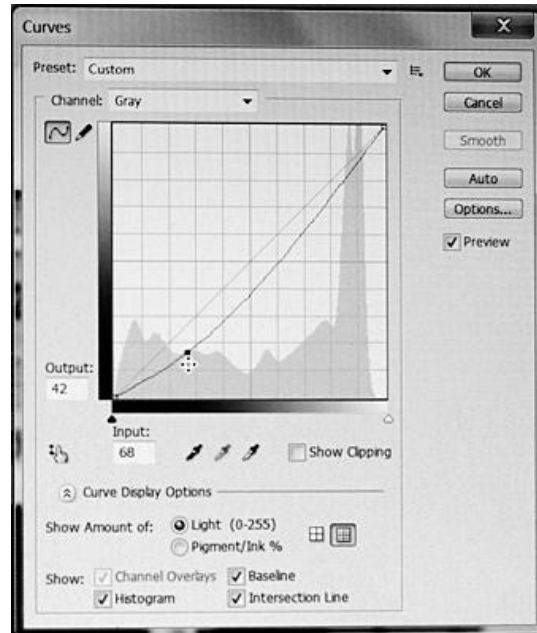 Curves
X
Preset: Custom
OK
Channel: Gray
Cancel
Smooth
Auto
Options...
Preview
Output:
42
Input:
68
Show Clipping
Curve Display Options
Show Amount of: Light (0-255)
Pigment/Ink %
Show: Channel Overlays Baseline
Histogram Intersection Line